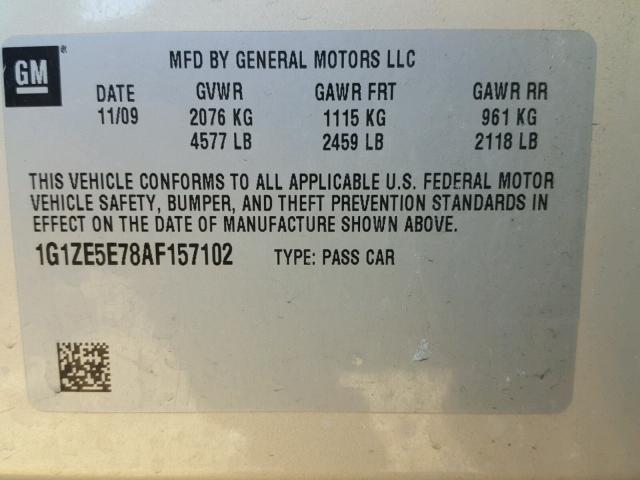 GM
MFD BY GENERAL MOTORS LLC
DATE GVWR GAWR FRT GAWR RR
11/09 2076 KG 1115 KG 961 KG
4577 LB 2459 LB 2118 LB
THIS VEHICLE CONFORMS TO ALL APPLICABLE U.S. FEDERAL MOTOR
VEHICLE SAFETY, BUMPER, AND THEFT PREVENTION STANDARDS IN
EFFECT ON THE DATE OF MANUFACTURE SHOWN ABOVE.
1G1ZE5E78AF157102 TYPE: PASS CAR